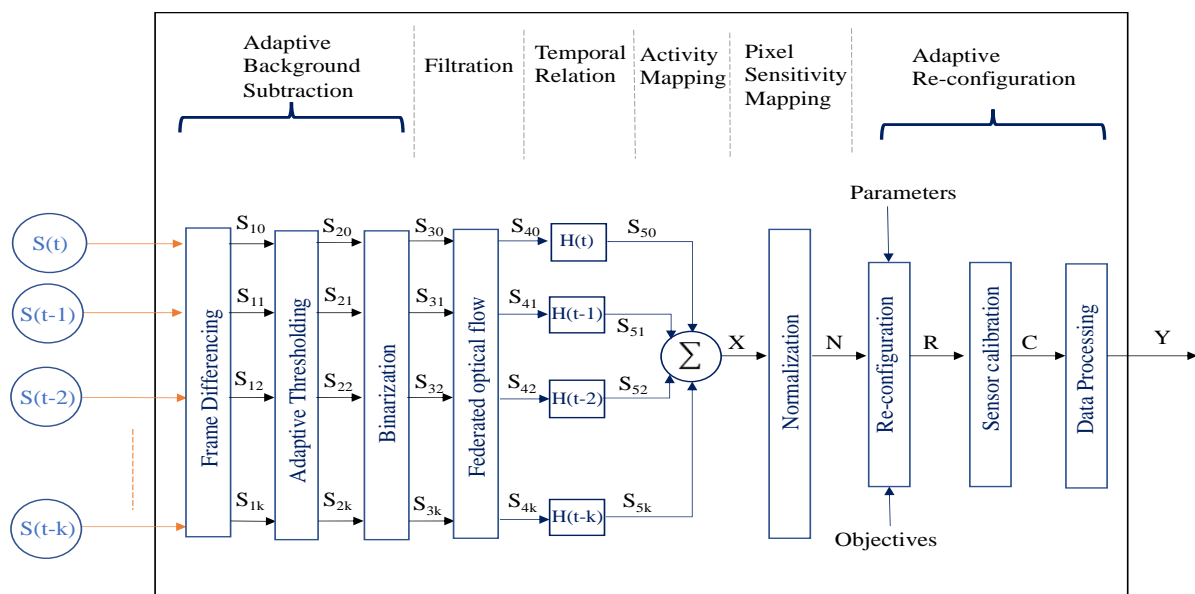 Adaptive
Background
Subtraction
Filtration
Temporal
Relation
Activity
Mapping
Pixel
Sensitivity
Mapping
Adaptive
Re-configuration
Parameters
S(t)
S(t-1)
S(t-2)
S(t-k)
Frame Differencing
S10
S11
S12
S1k
Adaptive Thresholding
S20
S21
S22
S2k
Binarization
S30
S31
S32
S3k
Federated optical flow
S40
S41
S42
S4k
H(t)
H(t-1)
H(t-2)
H(t-k)
S50
S51
S52
S5k
∑
X
Normalization
N
Re-configuration
R
Sensor calibration
C
Data Processing
Y
Objectives